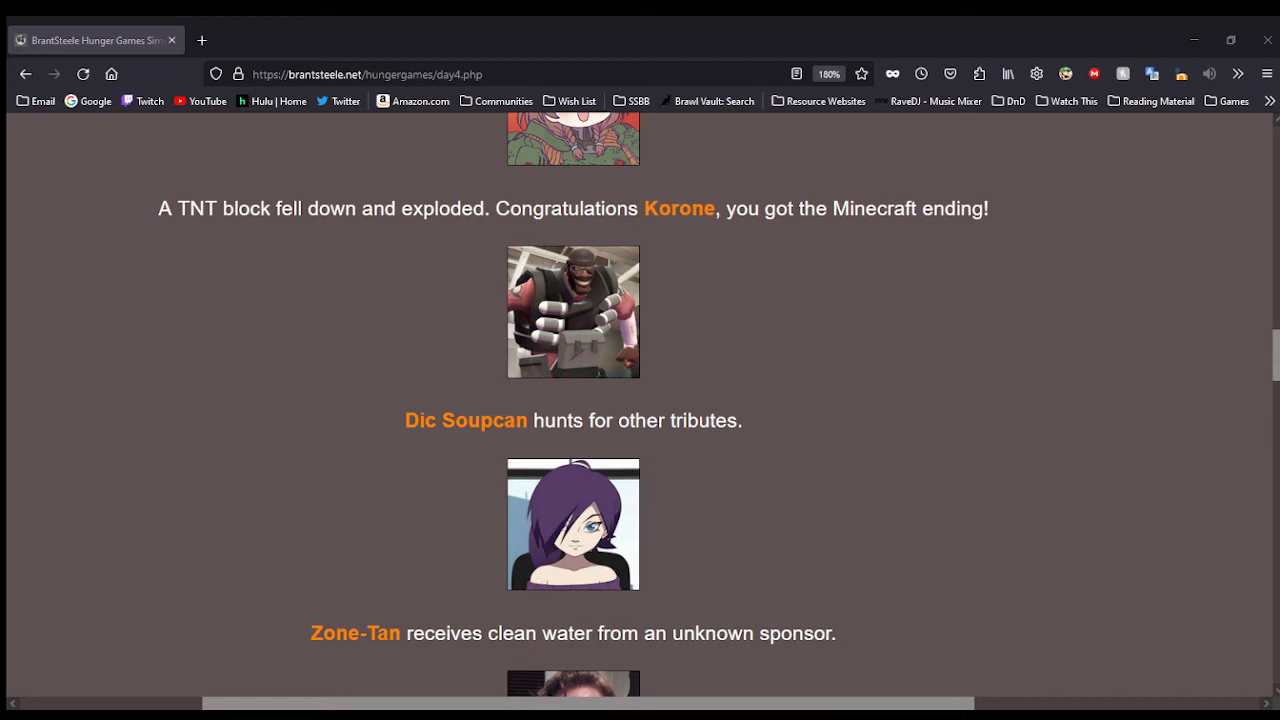 BrantSteele Hunger Games Sim
https://brantsteele.net/hungergames/day4.php
180%
Email
Google
Twitch
YouTube
Hulu | Home
Twitter
Amazon.com
Communities
Wish List
SSBB
Brawl Vault: Search
Resource Websites
RaveDJ - Music Mixer
DnD
Watch This
Reading Material
Games
A TNT block fell down and exploded. Congratulations Korone, you got the Minecraft ending!
Dic Soupcan hunts for other tributes.
Zone-Tan receives clean water from an unknown sponsor.